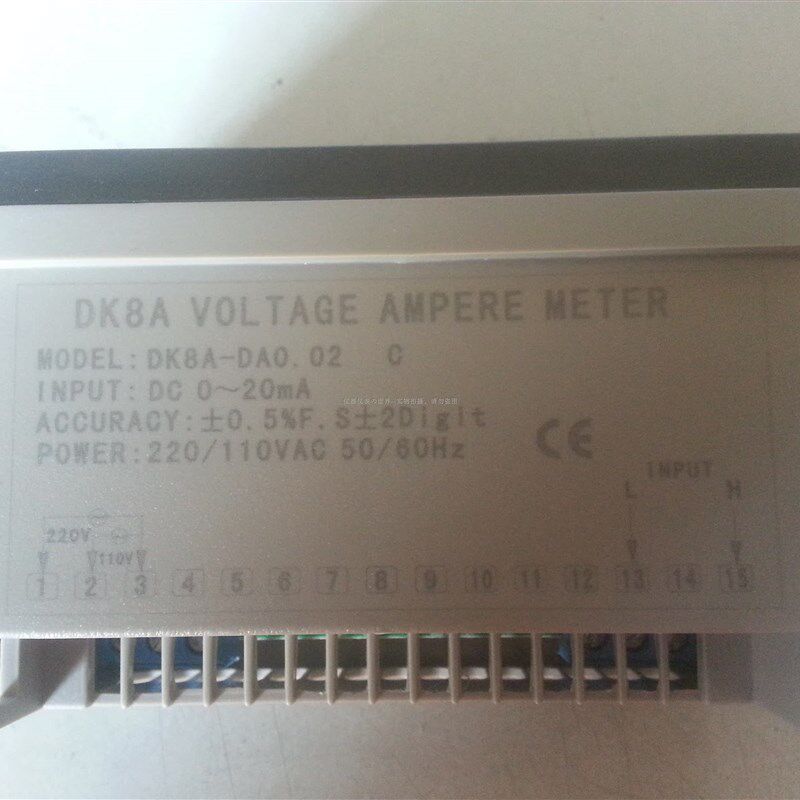 DK8A VOLTAGE AMPERE METER
MODEL: DK8A-DA0.02 C
INPUT: DC 0～20mA
ACCURACY: ±0.5%F.S±2Digit
POWER: 220/110VAC 50/60Hz
CE
INPUT
L H
220V
110V
1 2 3 4 5 6 7 8 9 10 11 12 13 14 15